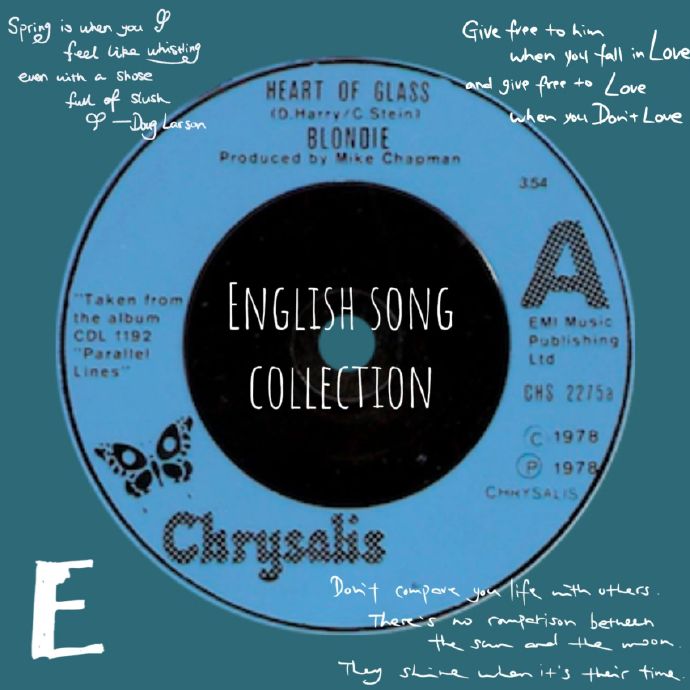 Spring is when you
feel like whistling
even with a shose
full of slush
— Doug Larson
Give free to him
when you fall in Love
and give free to Love
when you Don't Love
HEART OF GLASS
(D.Harry/C.Stein)
BLONDIE
Produced by Mike Chapman
3.54
A
"Taken from
the album
CDL 1192
"Parallel
Lines"
EMI Music
Publishing
Ltd
CHS 2275a
© 1978
℗ 1978
CHRYSALIS
ENGLISH SONG
COLLECTION
Chrysalis
E
Don't compare you life with others.
There's no comparison between
the sun and the moon.
They shine when it's their time.